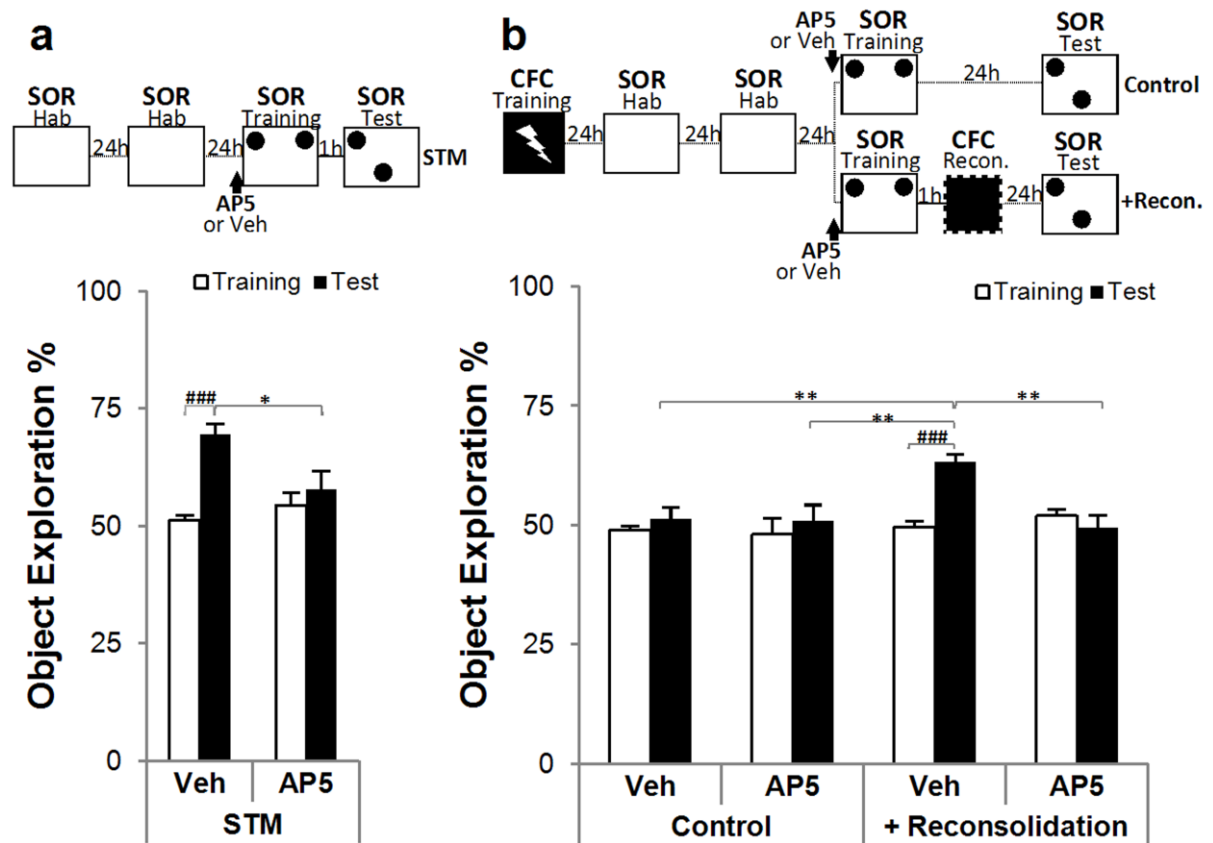 a
SOR
Hab
SOR
Hab
SOR
Training
SOR
Test
24h
24h
1h
STM
AP5
or Veh
Training Test
Object Exploration %
100
75
50
25
0
###
*
Veh AP5
STM
b
CFC
Training
SOR
Hab
SOR
Hab
AP5
or Veh
SOR
Training
SOR
Test
24h
Control
24h
24h
24h
SOR
Training
CFC
Recon.
SOR
Test
1h
24h
+Recon.
AP5
or Veh
Training Test
Object Exploration %
100
75
50
25
0
** **
**
###
Veh AP5 Veh AP5
Control + Reconsolidation